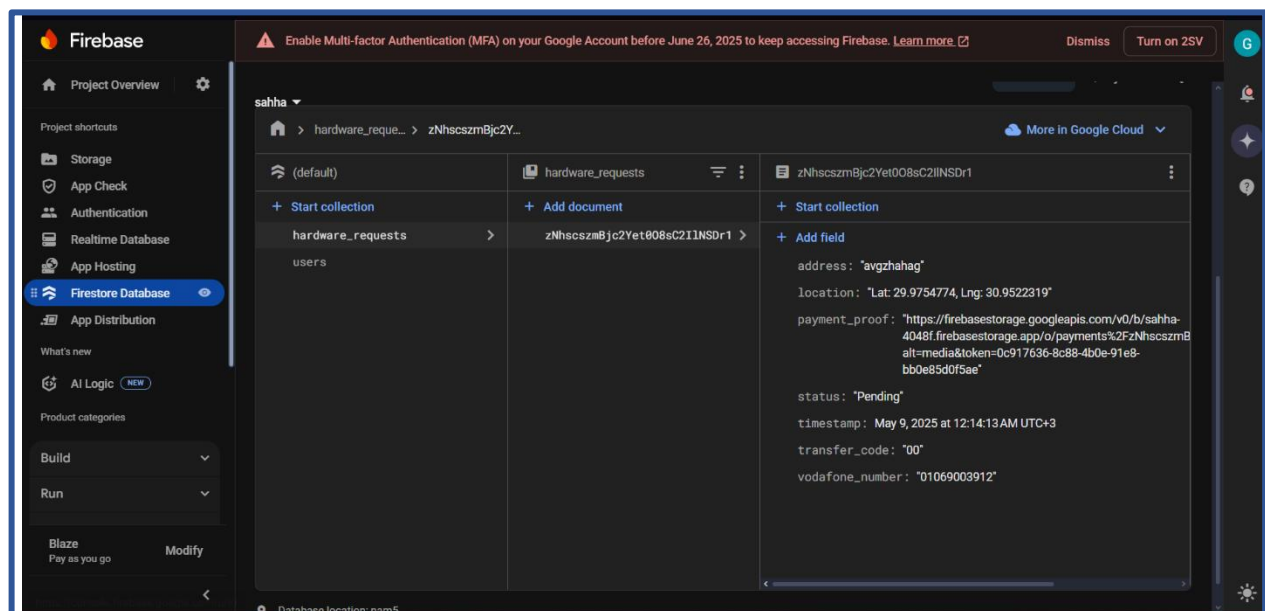 Firebase
Enable Multi-factor Authentication (MFA) on your Google Account before June 26, 2025 to keep accessing Firebase. Learn more
Dismiss
Turn on 2SV
G
Project Overview
sahha
Project shortcuts
hardware_reque... > zNhscszmBjc2Y...
More in Google Cloud
Storage
App Check
Authentication
Realtime Database
App Hosting
Firestore Database
App Distribution
What's new
AI Logic NEW
Product categories
Build
Run
Blaze
Pay as you go
Modify
(default)
+ Start collection
hardware_requests
users
hardware_requests
+ Add document
zNhscszmBjc2Yet0O8sC2IlNSDr1
zNhscszmBjc2Yet0O8sC2IlNSDr1
+ Start collection
+ Add field
address: "avgzhahag"
location: "Lat: 29.9754774, Lng: 30.9522319"
payment_proof: "https://firebasestorage.googleapis.com/v0/b/sahha-
4048f.firebasestorage.app/o/payments%2FzNhscszmB
alt=media&token=0c917636-8c88-4b0e-91e8-
bb0e85d0f5ae"
status: "Pending"
timestamp: May 9, 2025 at 12:14:13 AM UTC+3
transfer_code: "00"
vodafone_number: "01069003912"
Database location: nam5